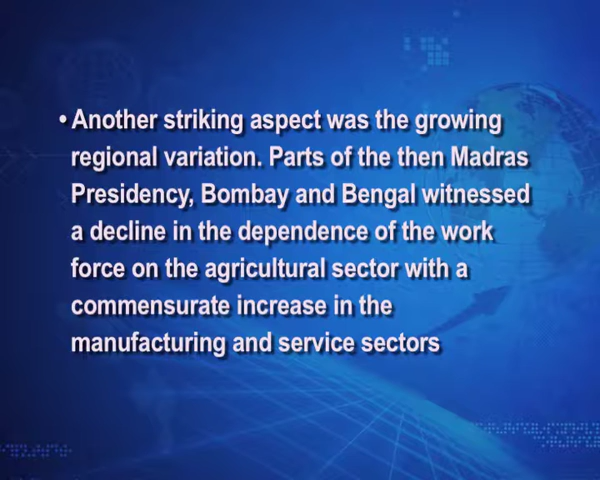 • Another striking aspect was the growing
regional variation. Parts of the then Madras
Presidency, Bombay and Bengal witnessed
a decline in the dependence of the work
force on the agricultural sector with a
commensurate increase in the
manufacturing and service sectors